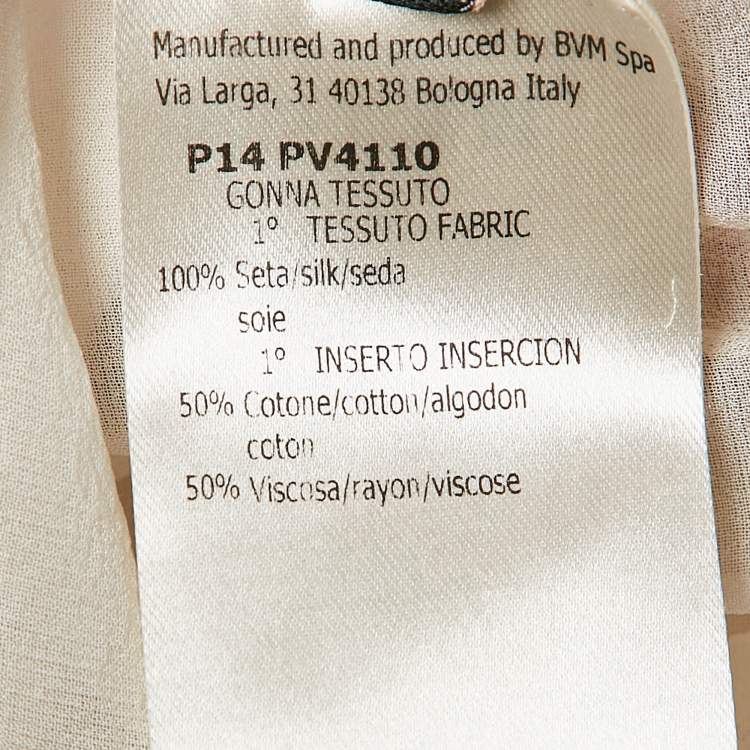 Manufactured and produced by BVM Spa
Via Larga, 31 40138 Bologna Italy
P14 PV4110
GONNA TESSUTO
1° TESSUTO FABRIC
100% Seta/silk/seda
soie
1° INSERTO INSERCION
50% Cotone/cotton/algodon
coton
50% Viscosa/rayon/viscose